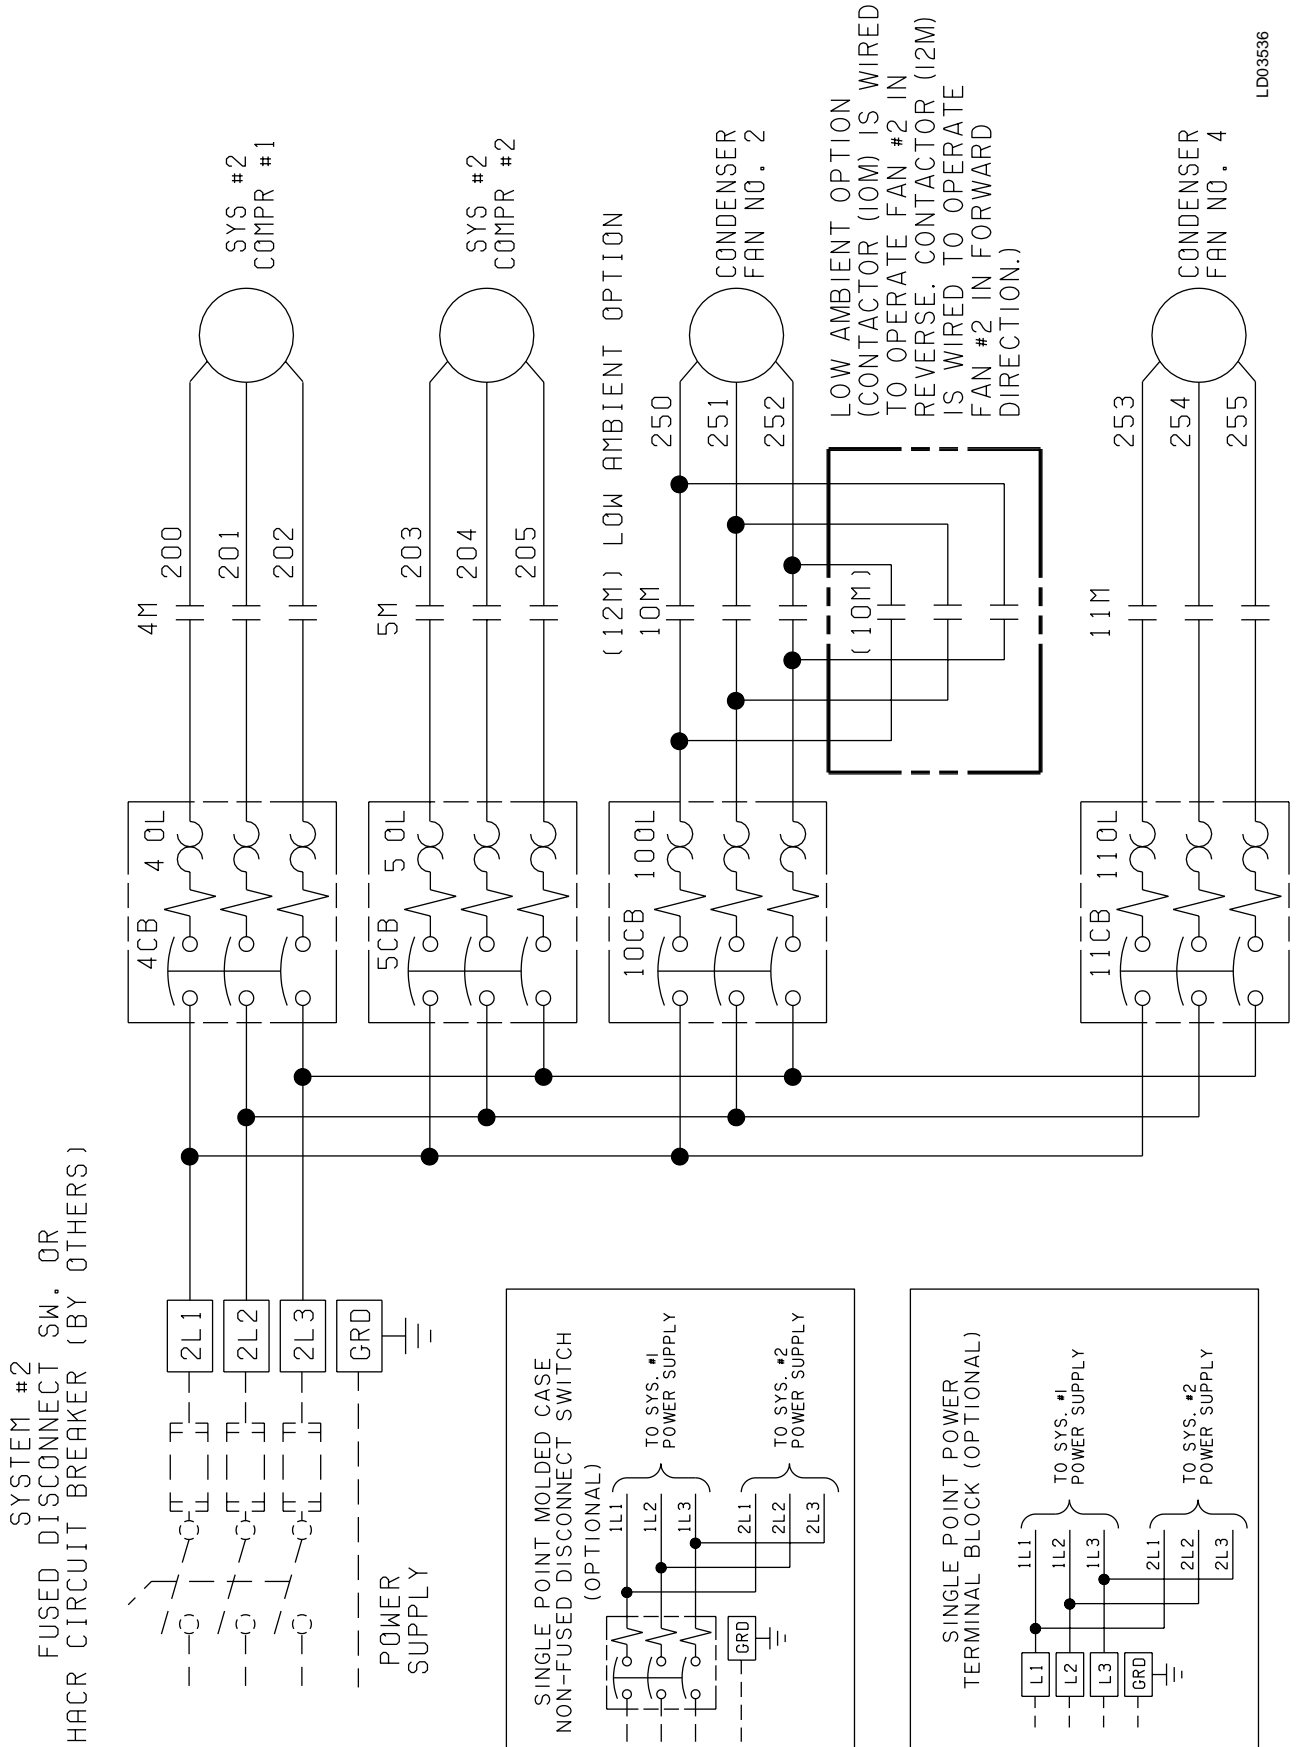 SYSTEM #2
FUSED DISCONNECT SW. OR
HACR CIRCUIT BREAKER (BY OTHERS)
POWER
SUPPLY
2L1
2L2
2L3
GRD
4CB
4 OL
4M
200
201
202
SYS #2
COMPR #1
5CB
5 OL
5M
203
204
205
SYS #2
COMPR #2
10CB
10OL
(12M) LOW AMBIENT OPTION
10M
250
251
252
CONDENSER
FAN NO. 2
(10M)
LOW AMBIENT OPTION
(CONTACTOR (10M) IS WIRED
TO OPERATE FAN #2 IN
REVERSE. CONTACTOR (12M)
IS WIRED TO OPERATE
FAN #2 IN FORWARD
DIRECTION.)
11CB
11OL
11M
253
254
255
CONDENSER
FAN NO. 4
SINGLE POINT MOLDED CASE
NON-FUSED DISCONNECT SWITCH
(OPTIONAL)
GRD
1L1
1L2
1L3
TO SYS. #1
POWER SUPPLY
2L1
2L2
2L3
TO SYS. #2
POWER SUPPLY
SINGLE POINT POWER
TERMINAL BLOCK (OPTIONAL)
L1
L2
L3
GRD
1L1
1L2
1L3
TO SYS. #1
POWER SUPPLY
2L1
2L2
2L3
TO SYS. #2
POWER SUPPLY
LD03536